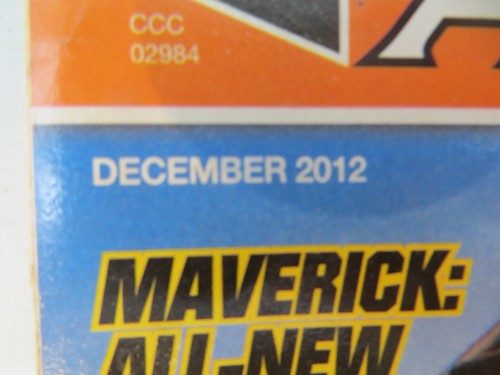 CCC
02984
DECEMBER 2012
MAVERICK:
ALL-NEW